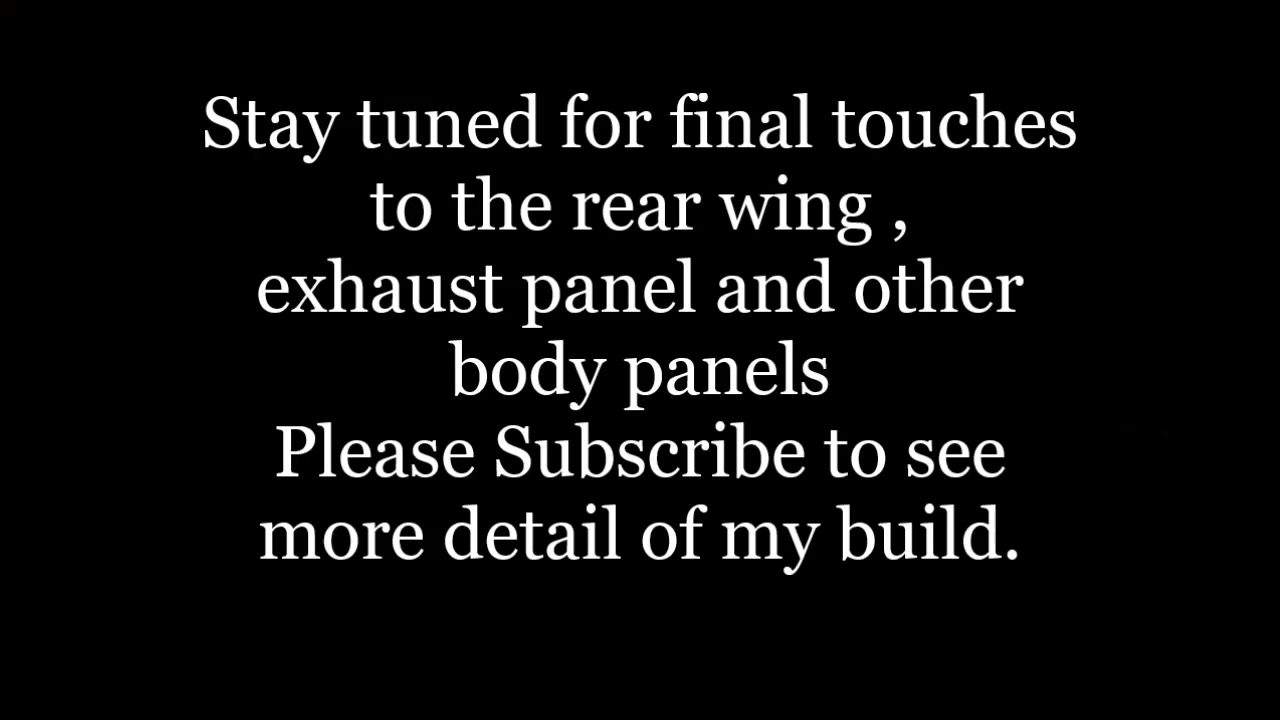 Stay tuned for final touches
to the rear wing ,
exhaust panel and other
body panels
Please Subscribe to see
more detail of my build.